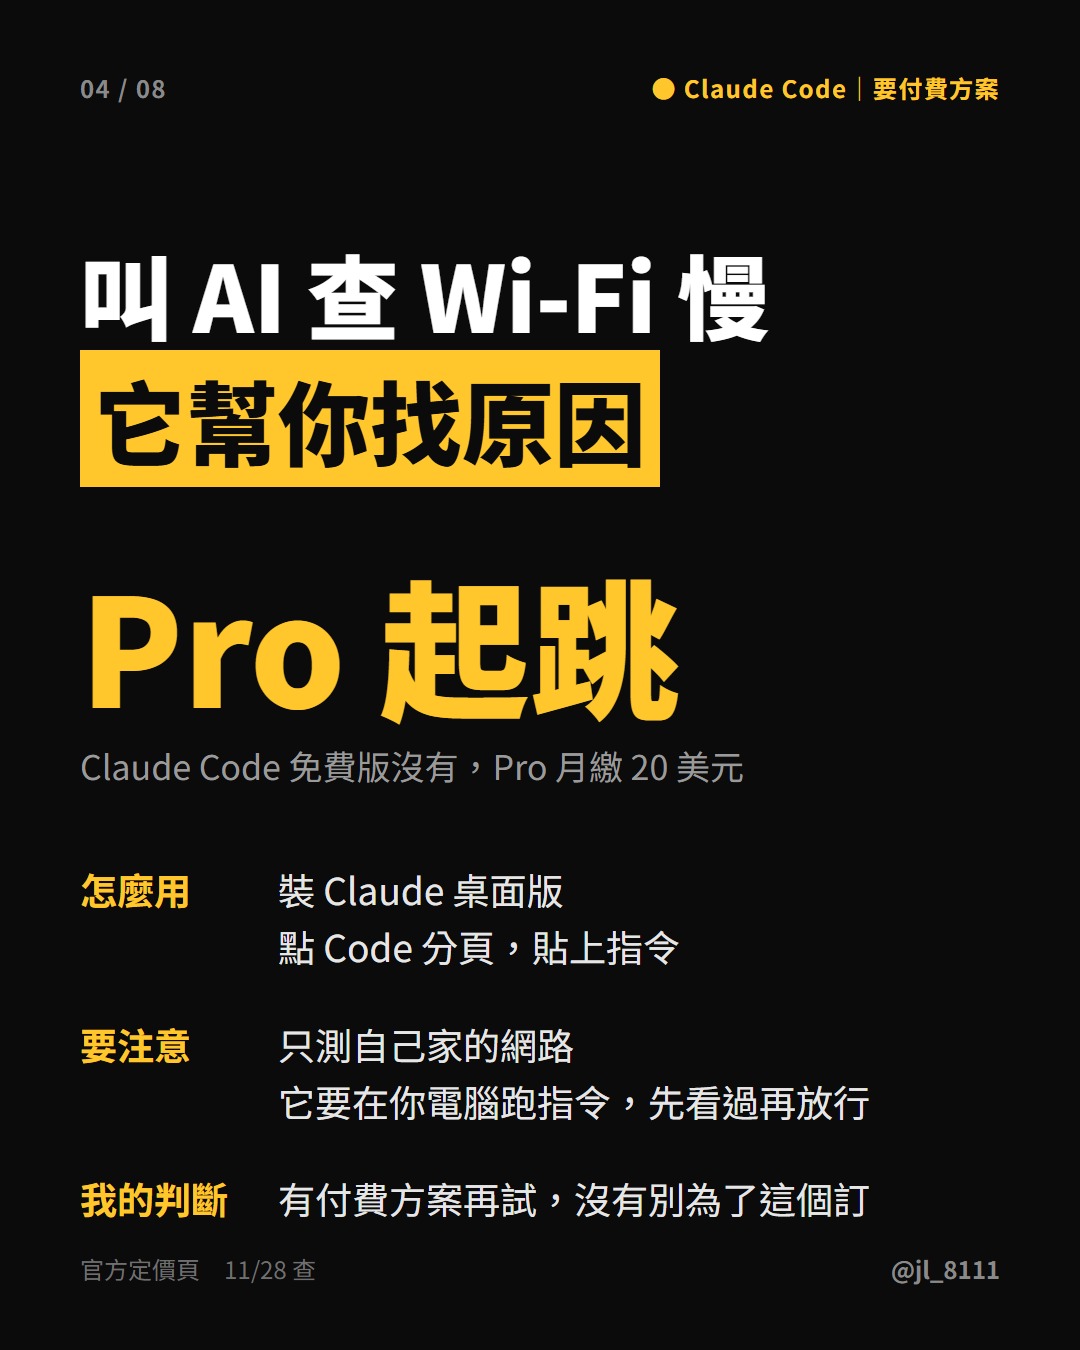 04 / 08
● Claude Code｜要付費方案
叫 AI 查 Wi-Fi 慢
它幫你找原因
Pro 起跳
Claude Code 免費版沒有，Pro 月繳 20 美元
怎麼用
裝 Claude 桌面版
點 Code 分頁，貼上指令
要注意
只測自己家的網路
它要在你電腦跑指令，先看過再放行
我的判斷
有付費方案再試，沒有別為了這個訂
官方定價頁　11/28 查
@jl_8111